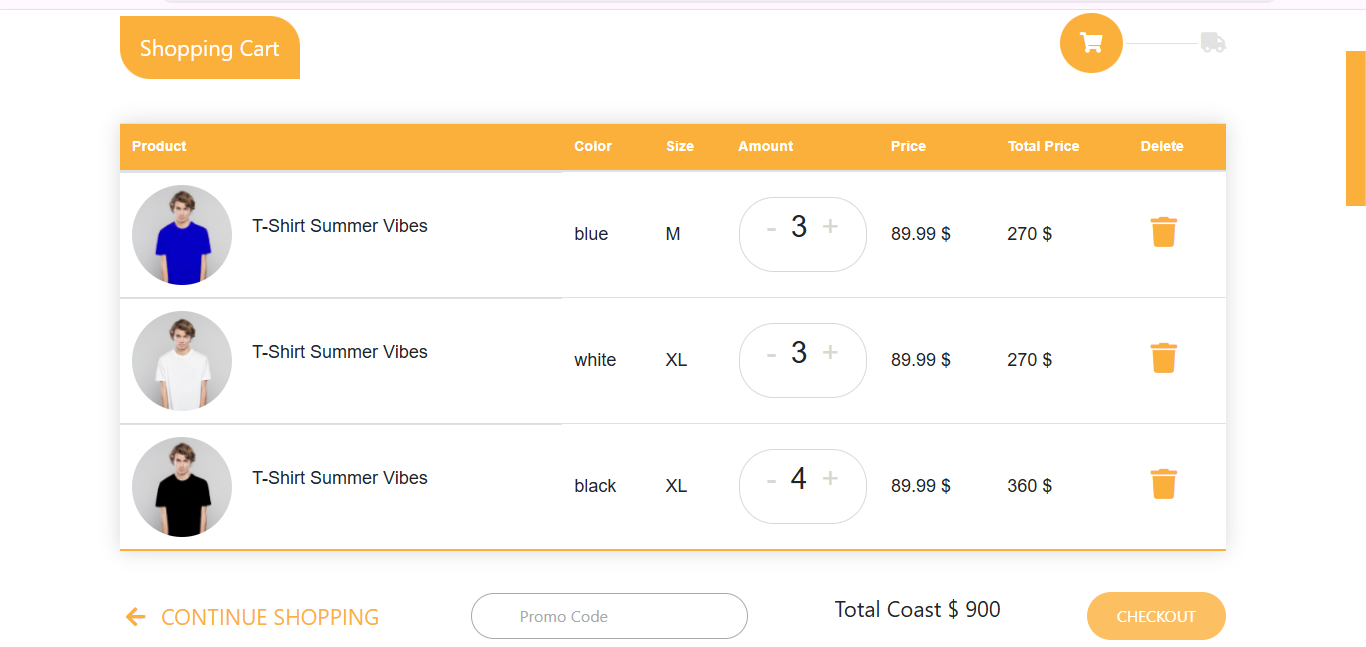 Shopping Cart
Product Color Size Amount Price Total Price Delete
T-Shirt Summer Vibes blue M - 3 + 89.99 $ 270 $
T-Shirt Summer Vibes white XL - 3 + 89.99 $ 270 $
T-Shirt Summer Vibes black XL - 4 + 89.99 $ 360 $
CONTINUE SHOPPING Promo Code Total Coast $ 900 CHECKOUT